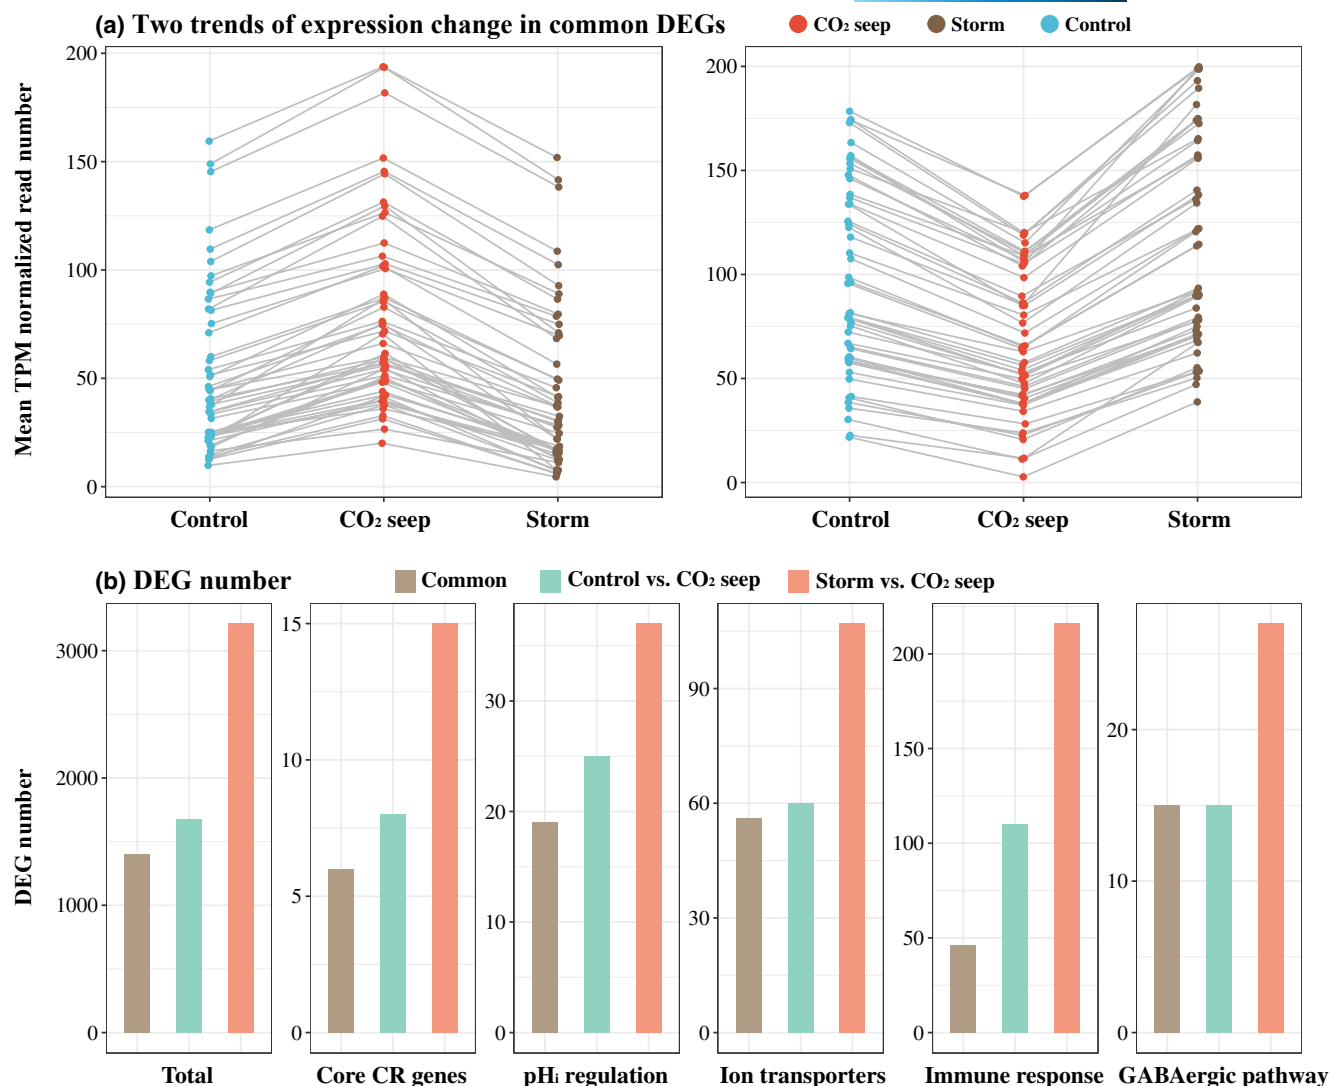 (a) Two trends of expression change in common DEGs
CO₂ seep
Storm
Control
Mean TPM normalized read number
200
150
100
50
0
Control
CO₂ seep
Storm
200
150
100
50
0
Control
CO₂ seep
Storm
(b) DEG number
Common
Control vs. CO₂ seep
Storm vs. CO₂ seep
DEG number
3000
2000
1000
0
Total
15
10
5
0
Core CR genes
30
20
10
0
pHᵢ regulation
90
60
30
0
Ion transporters
200
150
100
50
0
Immune response
20
10
0
GABAergic pathway